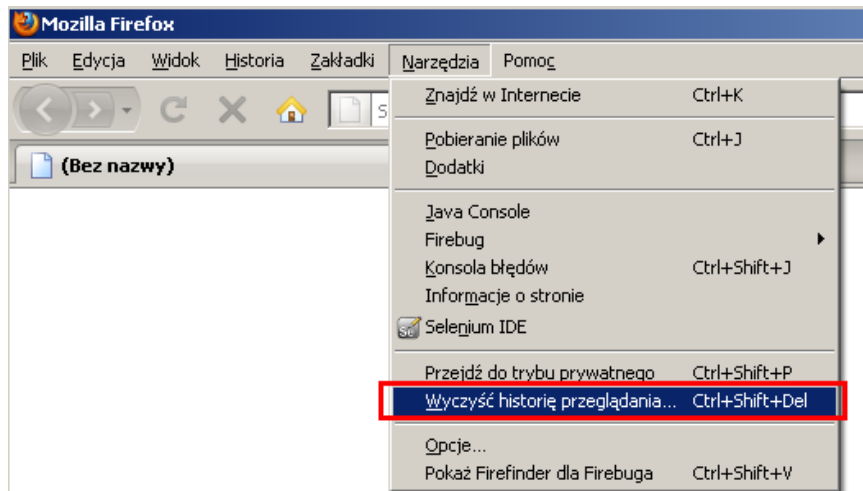 Mozilla Firefox
Plik Edycja Widok Historia Zakładki Narzędzia Pomoc
Znajdź w Internecie Ctrl+K
S
Pobieranie plików Ctrl+J
(Bez nazwy)
Dodatki
Java Console
Firebug
Konsola błędów Ctrl+Shift+J
Informacje o stronie
Selenium IDE
Przejdź do trybu prywatnego Ctrl+Shift+P
Wyczyść historię przeglądania... Ctrl+Shift+Del
Opcje...
Pokaż Firefinder dla Firebuga Ctrl+Shift+V